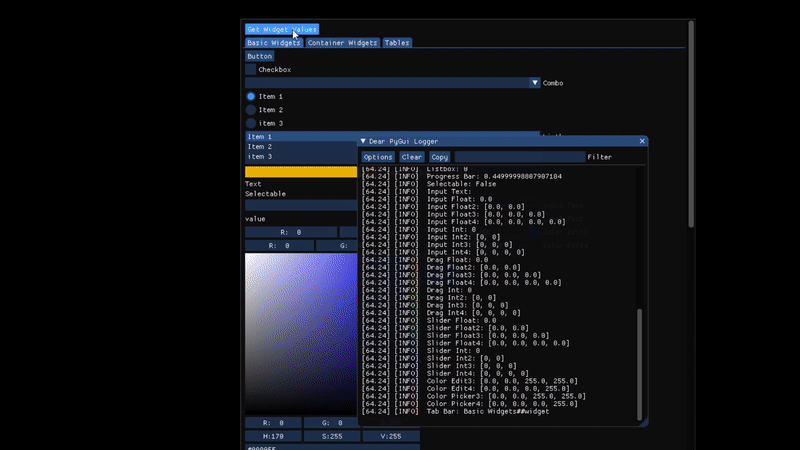 Get Widget Values
Basic Widgets Container Widgets Tables
Button
Checkbox
Combo
Item 1
Item 2
item 3
Item 1
Item 2
item 3
Text
Selectable
value
R: 0
R: 0 G:
R: 0 G: 0
H:170 S:255 V:255
Dear PyGui Logger
Options Clear Copy Filter
[64.24] [INFO] Listbox: 0
[64.24] [INFO] Progress Bar: 0.44999998807907104
[64.24] [INFO] Selectable: False
[64.24] [INFO] Input Text:
[64.24] [INFO] Input Float: 0.0
[64.24] [INFO] Input Float2: [0.0, 0.0]
[64.24] [INFO] Input Float3: [0.0, 0.0, 0.0]
[64.24] [INFO] Input Float4: [0.0, 0.0, 0.0, 0.0]
[64.24] [INFO] Input Int: 0
[64.24] [INFO] Input Int2: [0, 0]
[64.24] [INFO] Input Int3: [0, 0, 0]
[64.24] [INFO] Input Int4: [0, 0, 0, 0]
[64.24] [INFO] Drag Float: 0.0
[64.24] [INFO] Drag Float2: [0.0, 0.0]
[64.24] [INFO] Drag Float3: [0.0, 0.0, 0.0]
[64.24] [INFO] Drag Float4: [0.0, 0.0, 0.0, 0.0]
[64.24] [INFO] Drag Int: 0
[64.24] [INFO] Drag Int2: [0, 0]
[64.24] [INFO] Drag Int3: [0, 0, 0]
[64.24] [INFO] Drag Int4: [0, 0, 0, 0]
[64.24] [INFO] Slider Float: 0.0
[64.24] [INFO] Slider Float2: [0.0, 0.0]
[64.24] [INFO] Slider Float3: [0.0, 0.0, 0.0]
[64.24] [INFO] Slider Float4: [0.0, 0.0, 0.0, 0.0]
[64.24] [INFO] Slider Int: 0
[64.24] [INFO] Slider Int2: [0, 0]
[64.24] [INFO] Slider Int3: [0, 0, 0]
[64.24] [INFO] Slider Int4: [0, 0, 0, 0]
[64.24] [INFO] Color Edit3: [0.0, 0.0, 255.0, 255.0]
[64.24] [INFO] Color Edit4: [0.0, 0.0, 0.0, 255.0]
[64.24] [INFO] Color Picker3: [0.0, 0.0, 255.0, 255.0]
[64.24] [INFO] Color Picker4: [0.0, 0.0, 0.0, 255.0]
[64.24] [INFO] Tab Bar: Basic Widgets##widget